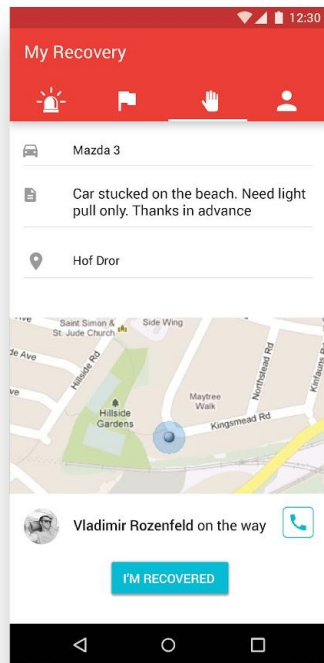 12:30
My Recovery
Mazda 3
Car stucked on the beach. Need light
pull only. Thanks in advance
Hof Dror
Saint Simon &
St. Jude Church
Side Wing
Hillside Rd
Northstead Rd
Maytree
Walk
Hillside
Gardens
Kingsmead Rd
Vladimir Rozenfeld on the way
I'M RECOVERED